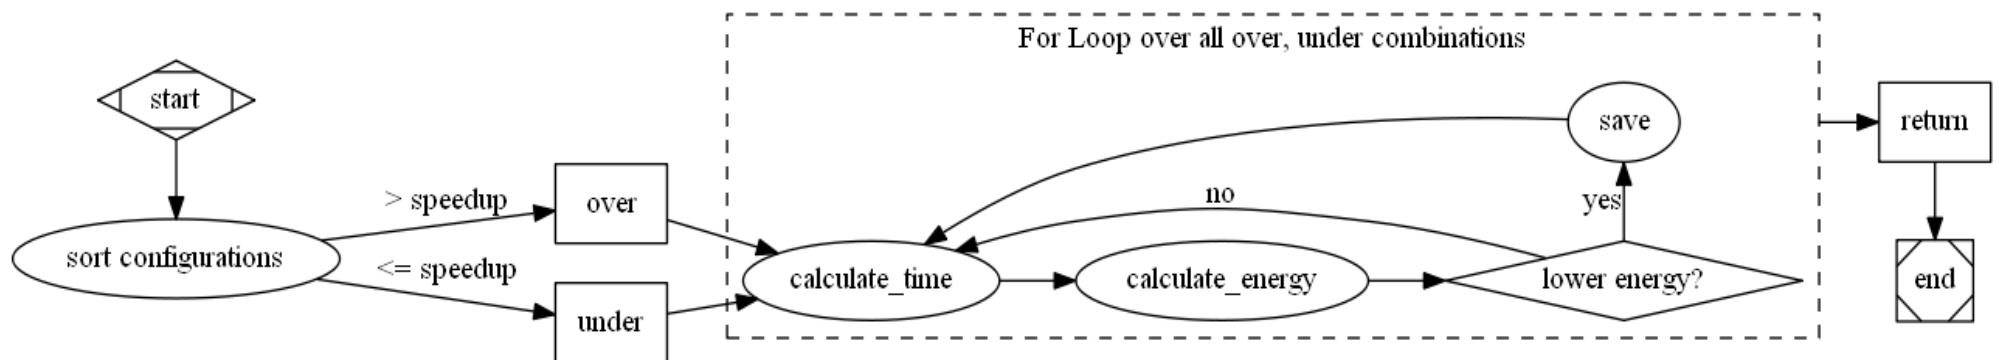 For Loop over all over, under combinations
start
save
return
> speedup
over
no
yes
sort configurations
<= speedup
calculate_time
calculate_energy
lower energy?
end
under